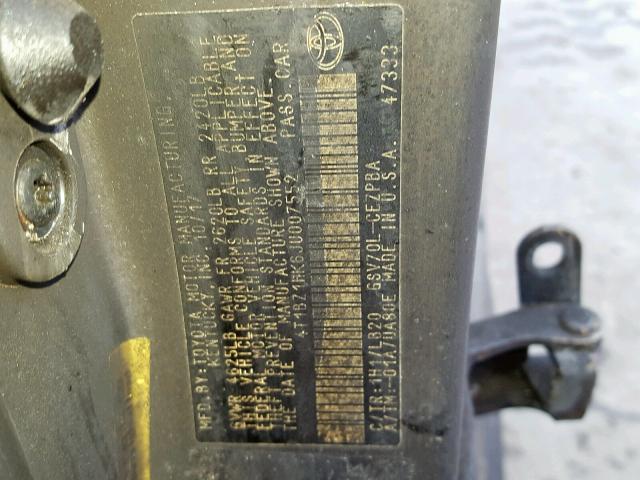 MFD.BY:TOYOTA MOTOR MANUFACTURING,
KENTUCKY, INC. 10/17
GVWR 4625LB GAWR FR 2620LB RR 2420LB
THIS VEHICLE CONFORMS TO ALL APPLICABLE
FEDERAL MOTOR VEHICLE SAFETY BUMPER, AND
THEFT PREVENTION STANDARDS IN EFFECT ON
THE DATE OF MANUFACTURE SHOWN ABOVE.
4T1BZ1HK6JU007552 PASS.CAR
C/TR:1H1/LB20 GSV70L-CEZPBA
A/TM:-01A/UA80E MADE IN U.S.A. 47333